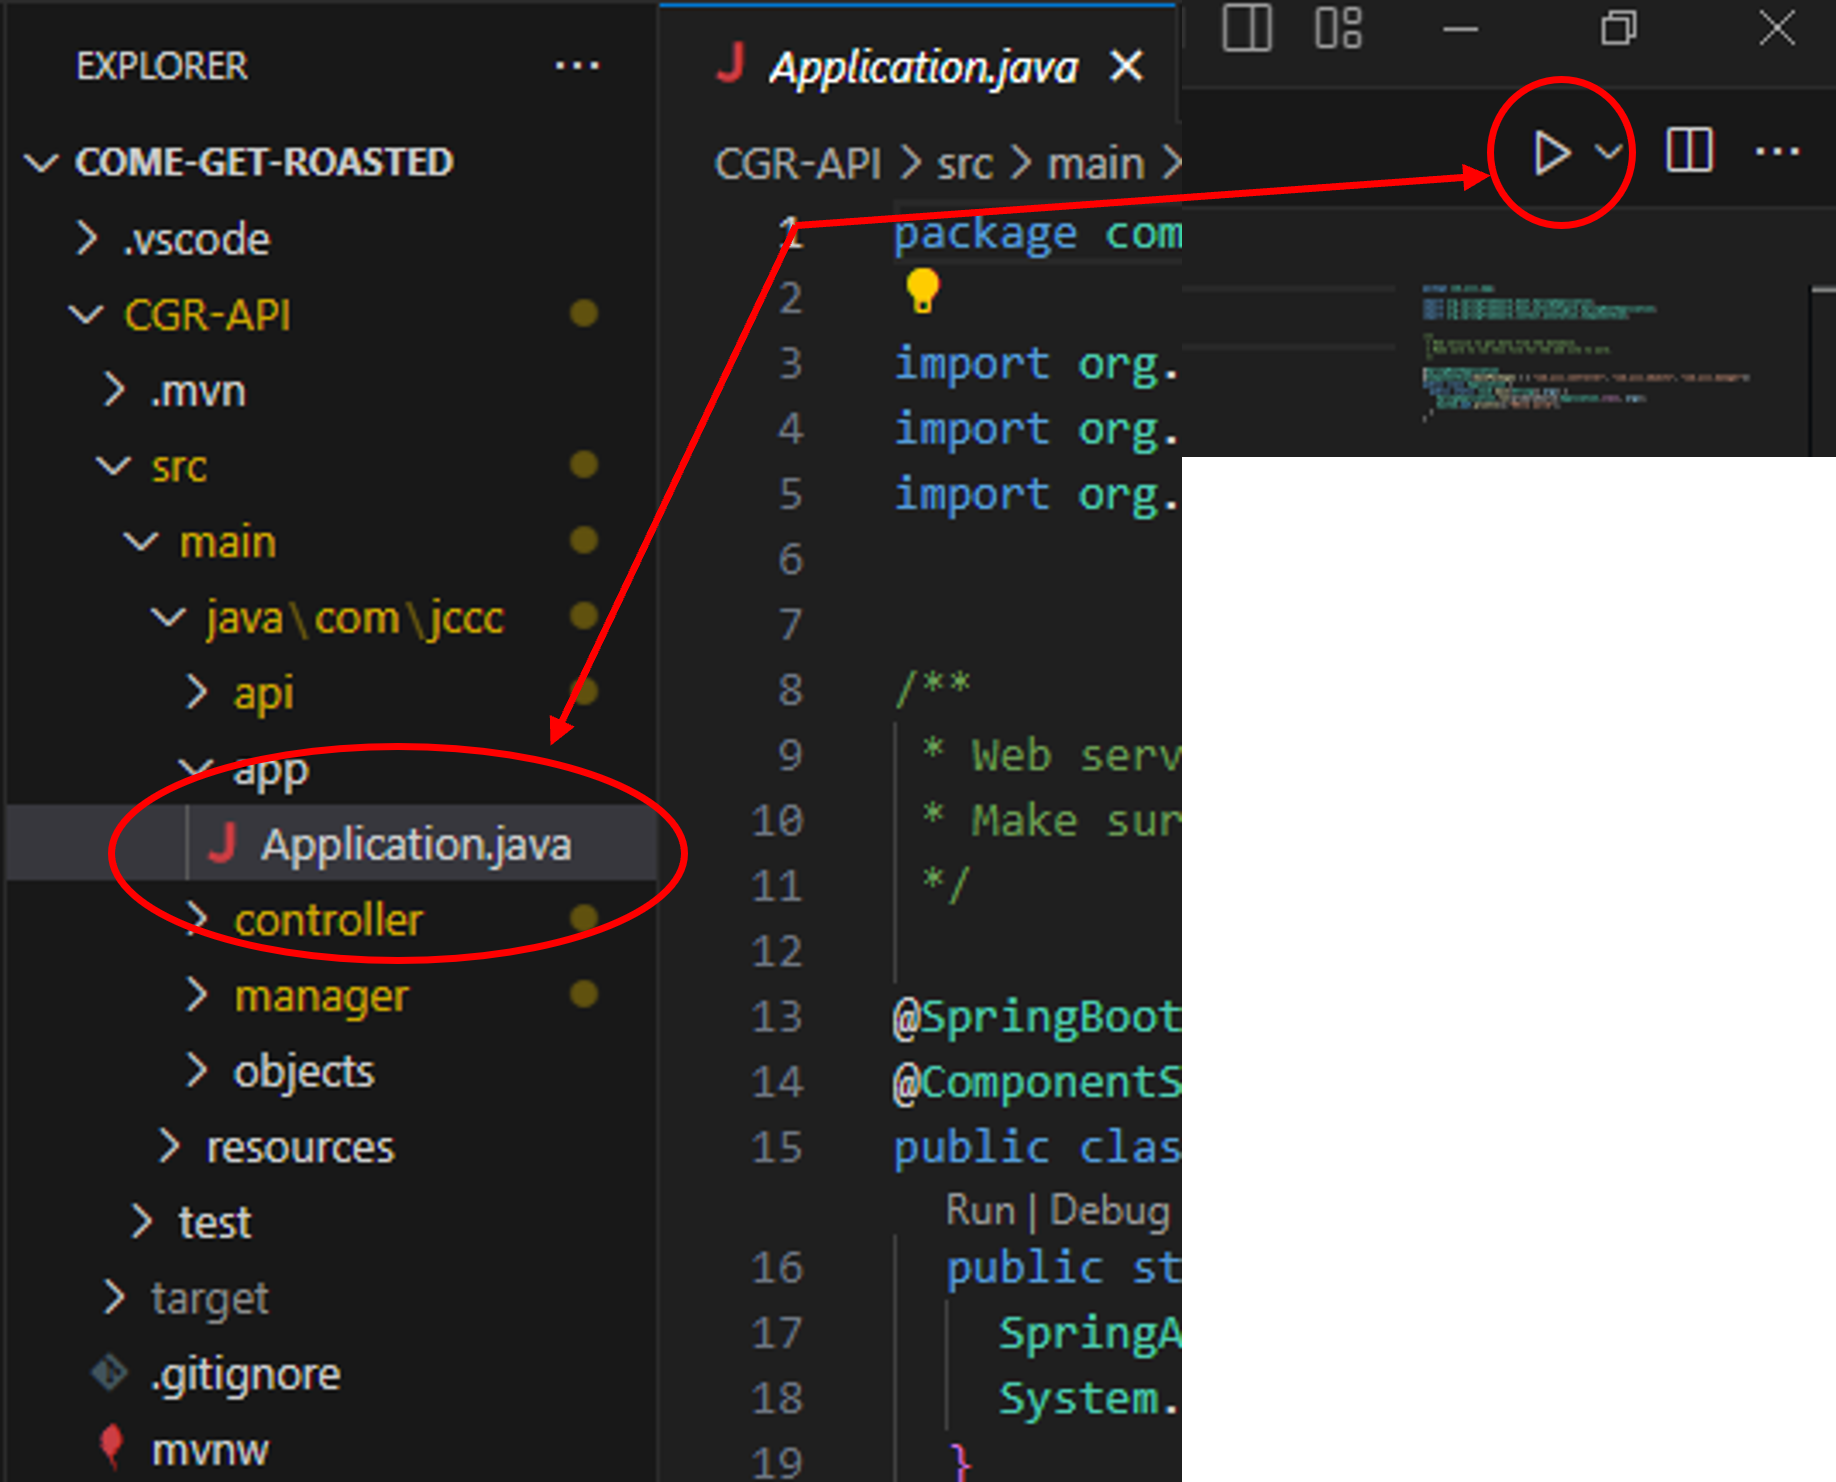 EXPLORER
COME-GET-ROASTED
.vscode
CGR-API
.mvn
src
main
java\com\jccc
api
app
J Application.java
controller
manager
objects
resources
test
target
.gitignore
mvnw
J Application.java
CGR-API > src > main >
1 package com
2
3 import org.
4 import org.
5 import org.
6
7
8 /**
9 * Web serv
10 * Make sur
11 */
12
13 @SpringBoot
14 @ComponentS
15 public clas
Run | Debug
16 public st
17 SpringA
18 System.
19 }